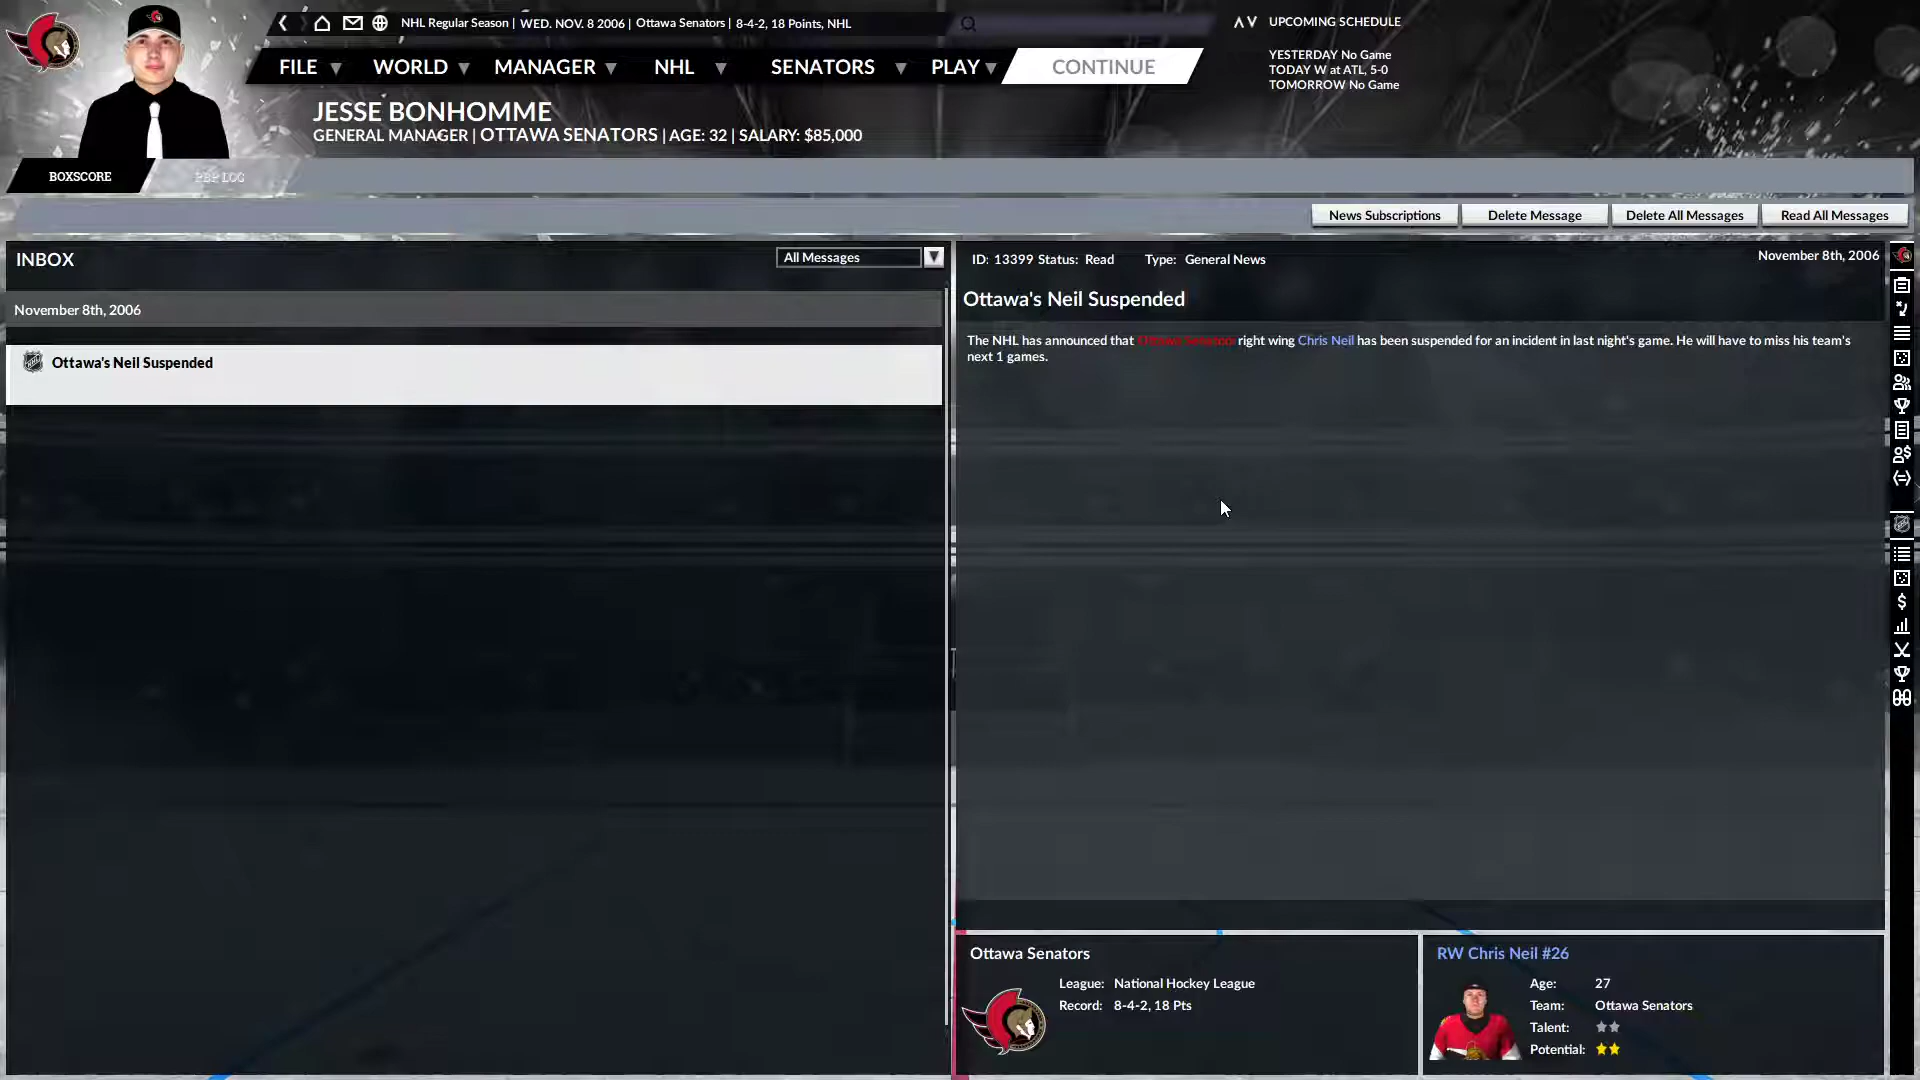 NHL Regular Season | WED. NOV. 8 2006 | Ottawa Senators | 8-4-2, 18 Points, NHL
UPCOMING SCHEDULE
YESTERDAY No Game
TODAY W at ATL, 5-0
TOMORROW No Game
FILE WORLD MANAGER NHL SENATORS PLAY CONTINUE
JESSE BONHOMME
GENERAL MANAGER | OTTAWA SENATORS | AGE: 32 | SALARY: $85,000
BOXSCORE PBP LOG
News Subscriptions Delete Message Delete All Messages Read All Messages
INBOX All Messages
November 8th, 2006
Ottawa's Neil Suspended
ID: 13399 Status: Read Type: General News November 8th, 2006
Ottawa's Neil Suspended
The NHL has announced that Ottawa Senators right wing Chris Neil has been suspended for an incident in last night's game. He will have to miss his team's
next 1 games.
Ottawa Senators
League: National Hockey League
Record: 8-4-2, 18 Pts
RW Chris Neil #26
Age: 27
Team: Ottawa Senators
Talent:
Potential: